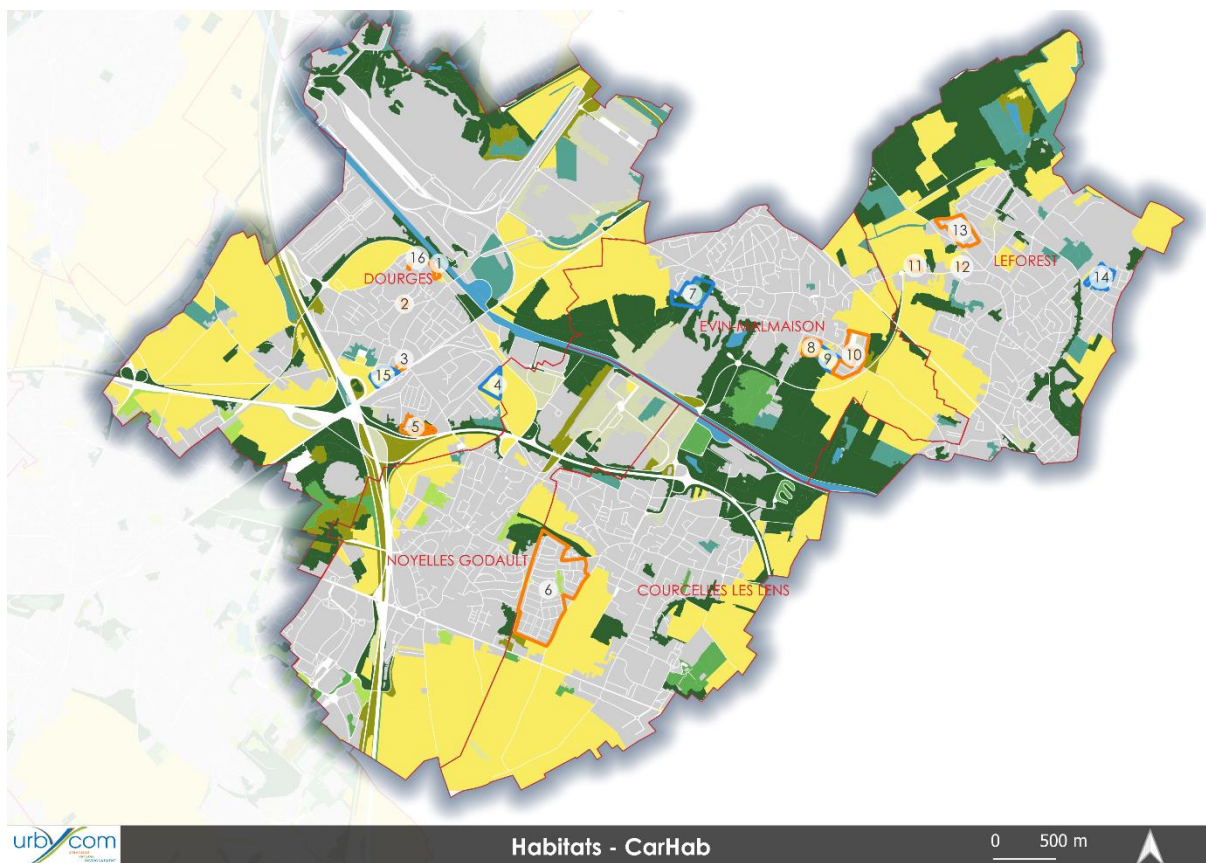 13
LEFOREST
16
1
11
12
DOURGES
14
7
2
EVIN-MALMAISON
8
9
10
3
15
4
5
NOYELLES GODAULT
6
COURCELLES LES LENS
urbycom
Habitats - CarHab
0 500 m